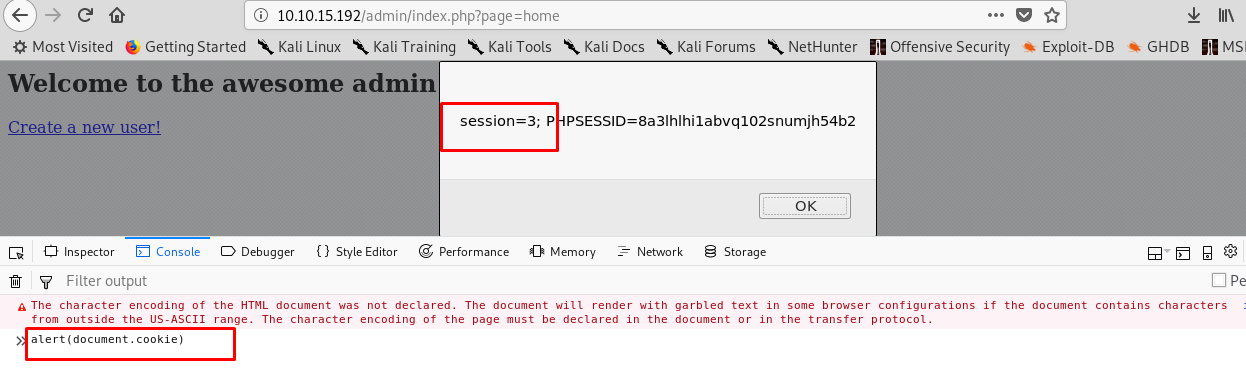 10.10.15.192/admin/index.php?page=home
Most Visited Getting Started Kali Linux Kali Training Kali Tools Kali Docs Kali Forums NetHunter Offensive Security Exploit-DB GHDB MS
Welcome to the awesome admin
Create a new user!
session=3; PHPSESSID=8a3lhlhi1abvq102snumjh54b2
OK
Inspector Console Debugger {} Style Editor Performance Memory Network Storage
Filter output Pe
The character encoding of the HTML document was not declared. The document will render with garbled text in some browser configurations if the document contains characters
from outside the US-ASCII range. The character encoding of the page must be declared in the document or in the transfer protocol.
>> alert(document.cookie)